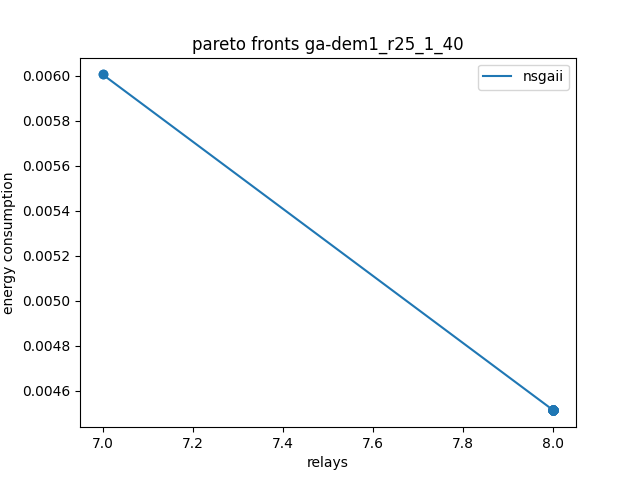 pareto fronts ga-dem1_r25_1_40
nsgaii
0.0060
0.0058
0.0056
0.0054
0.0052
0.0050
0.0048
0.0046
energy consumption
7.0 7.2 7.4 7.6 7.8 8.0
relays